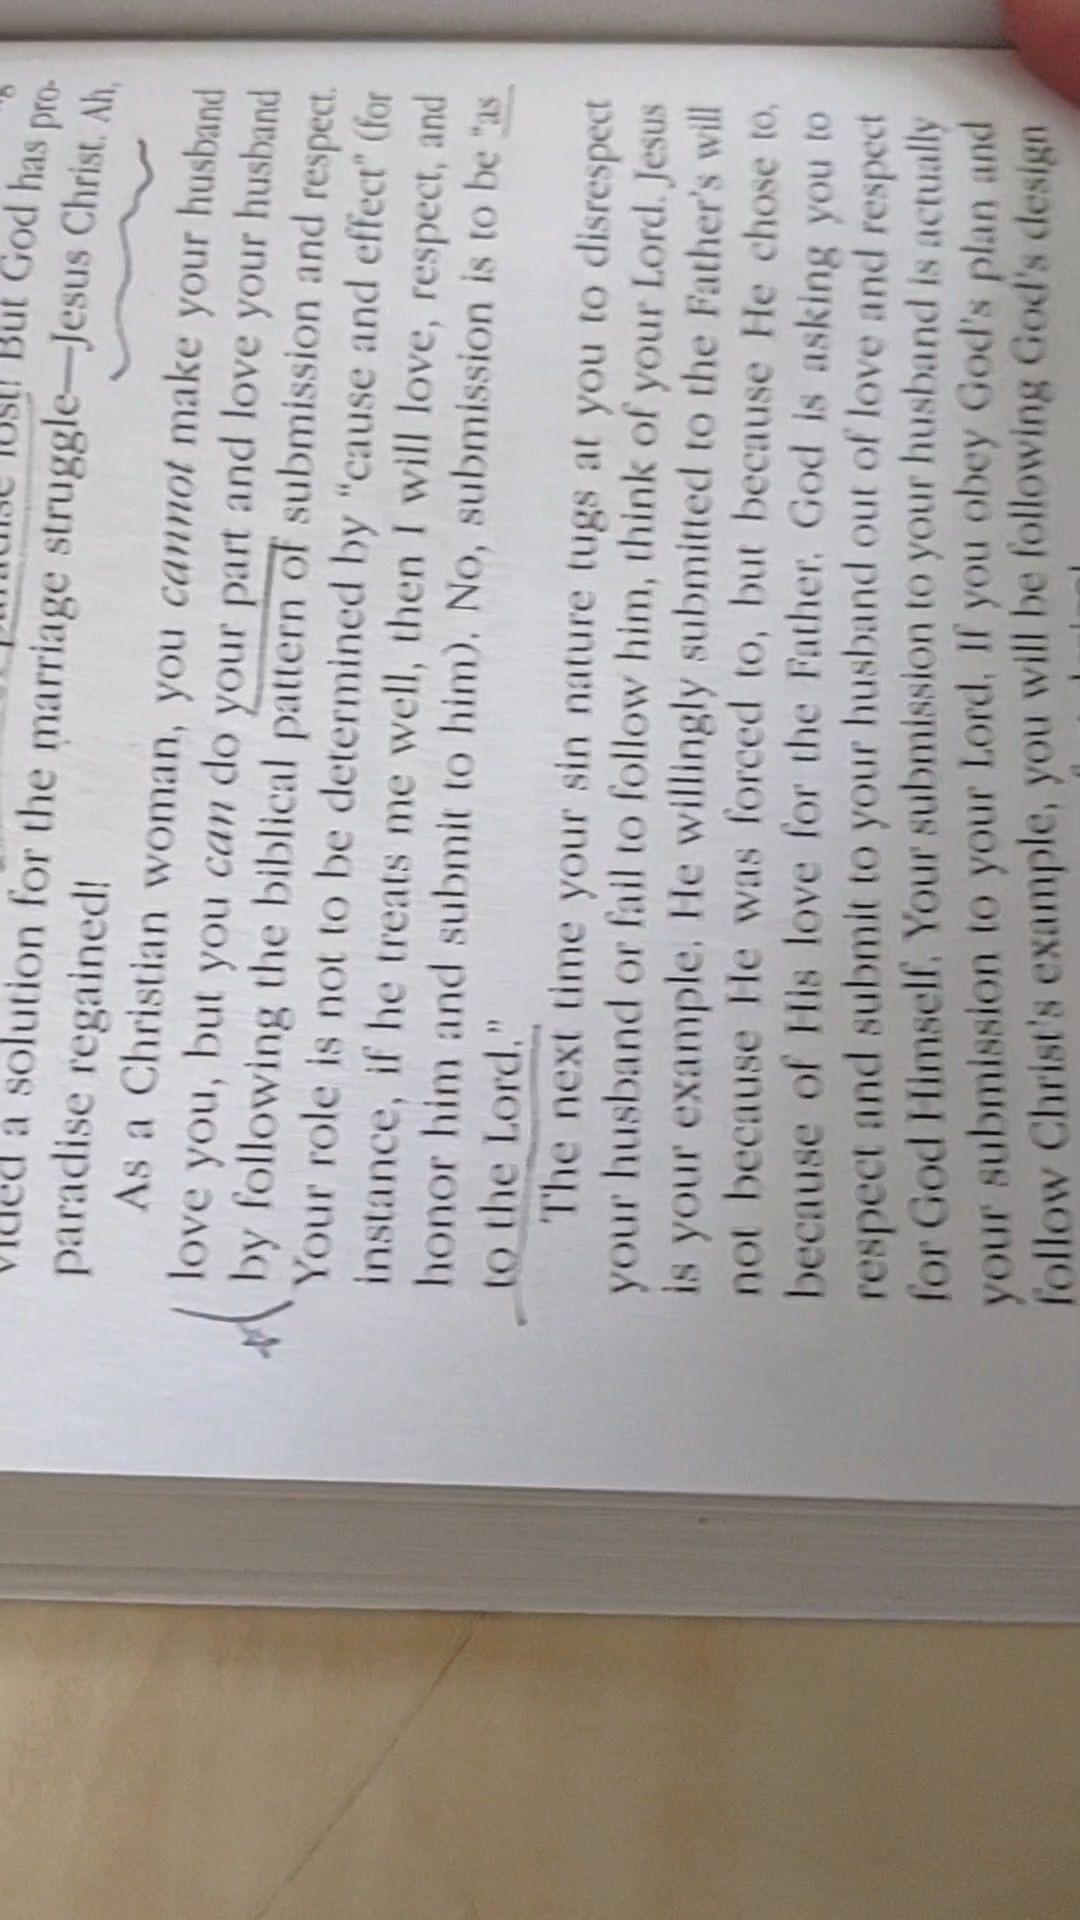 lost! But God has pro-
vided a solution for the marriage struggle—Jesus Christ. Ah,
paradise regained!
As a Christian woman, you cannot make your husband
love you, but you can do your part and love your husband
by following the biblical pattern of submission and respect.
Your role is not to be determined by “cause and effect” (for
instance, if he treats me well, then I will love, respect, and
honor him and submit to him). No, submission is to be “as
to the Lord.”
The next time your sin nature tugs at you to disrespect
your husband or fail to follow him, think of your Lord. Jesus
is your example. He willingly submitted to the Father's will
not because He was forced to, but because He chose to,
because of His love for the Father. God is asking you to
respect and submit to your husband out of love and respect
for God Himself. Your submission to your husband is actually
your submission to your Lord. If you obey God's plan and
follow Christ's example, you will be following God's design